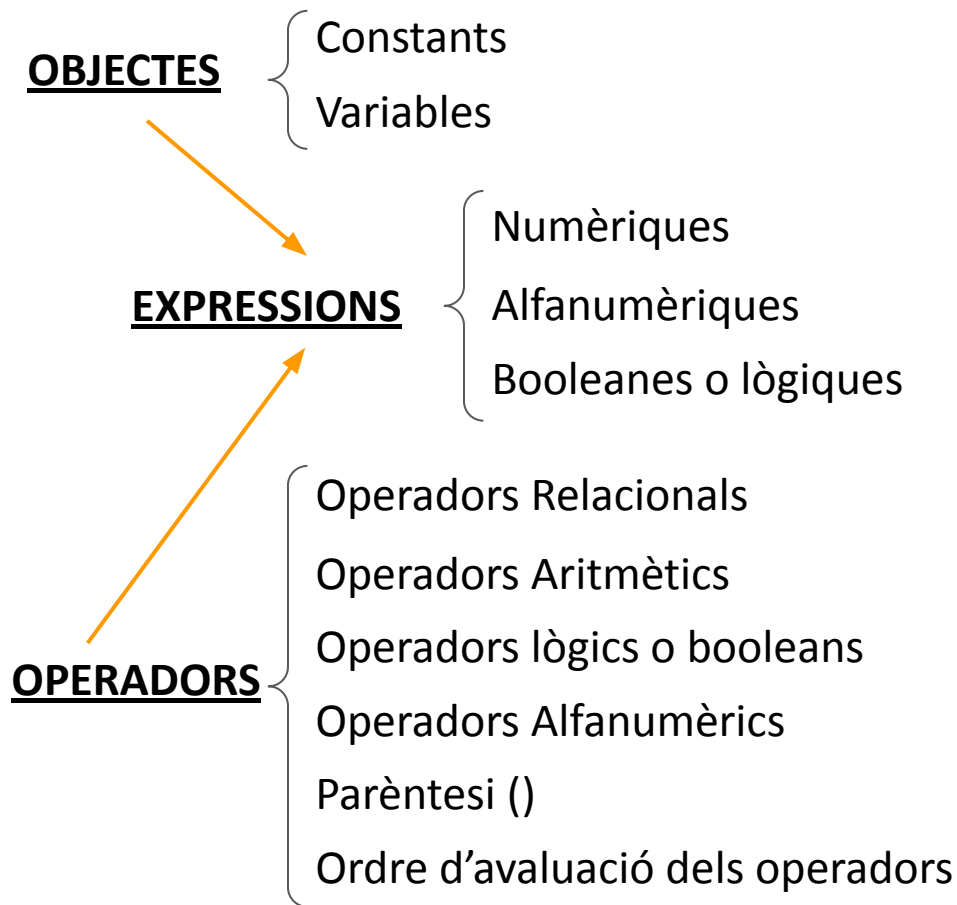 OBJECTES
Constants
Variables
EXPRESSIONS
Numèriques
Alfanumèriques
Booleanes o lògiques
OPERADORS
Operadors Relacionals
Operadors Aritmètics
Operadors lògics o booleans
Operadors Alfanumèrics
Parèntesi ()
Ordre d’avaluació dels operadors